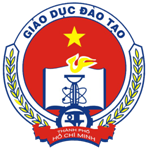 GIÁO DỤC ĐÀO TẠO
THÀNH PHỐ
HỒ CHÍ MINH